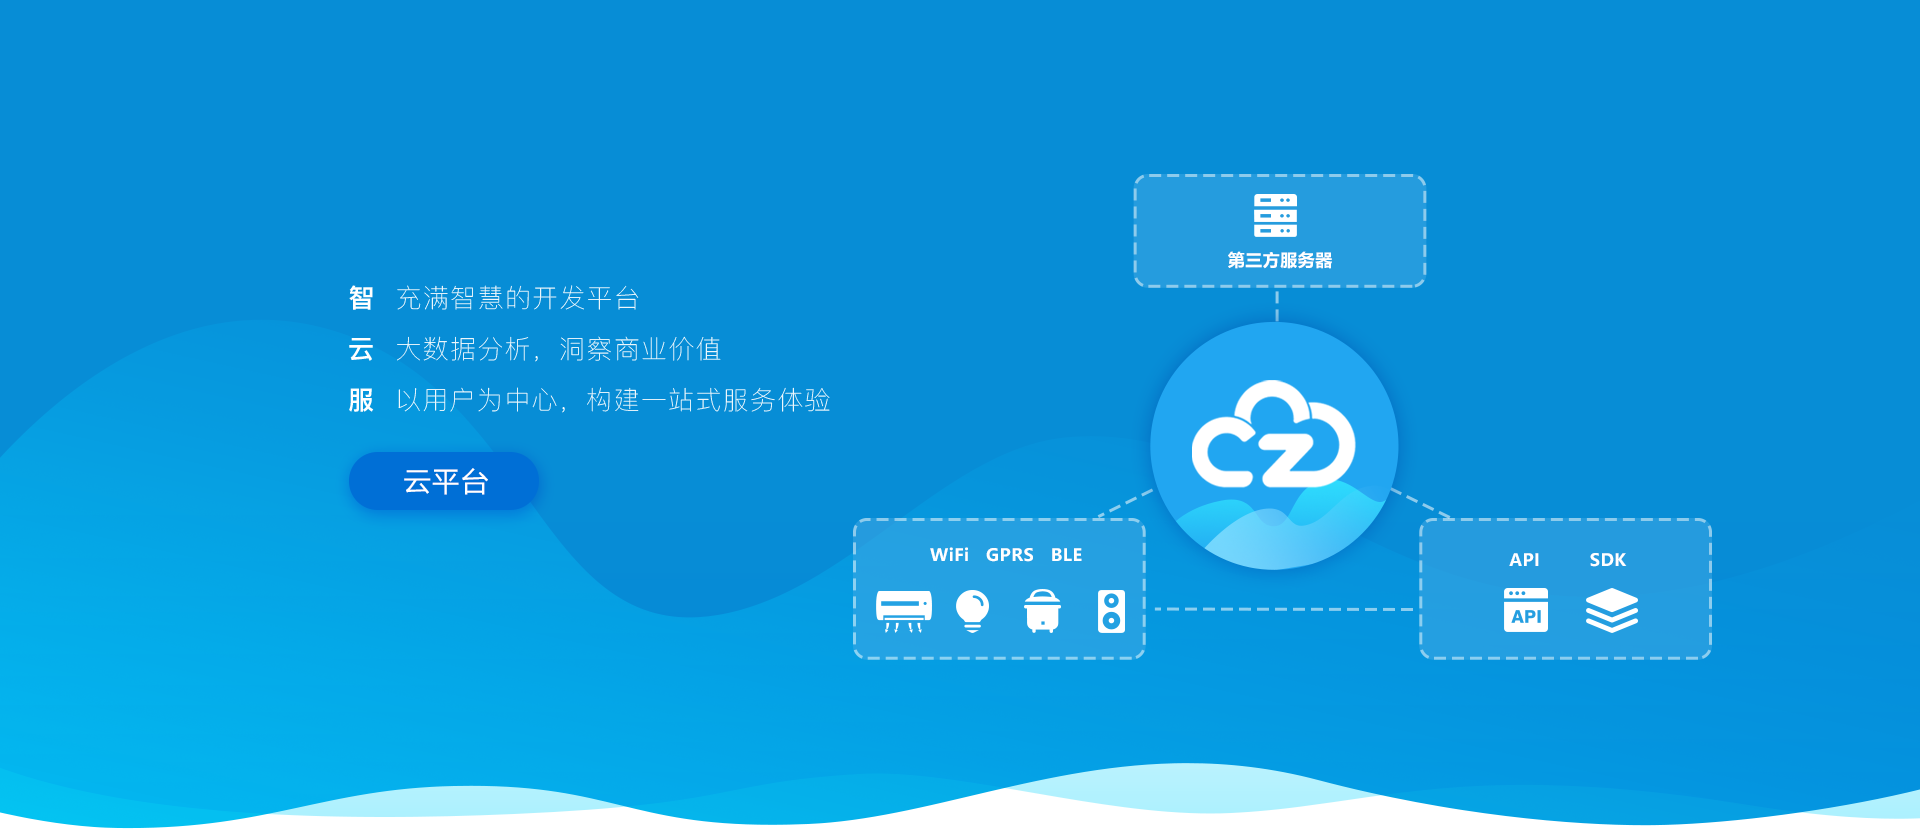 智 充满智慧的开发平台
云 大数据分析，洞察商业价值
服 以用户为中心，构建一站式服务体验
云平台
第三方服务器
CZ
WiFi GPRS BLE
API SDK
API